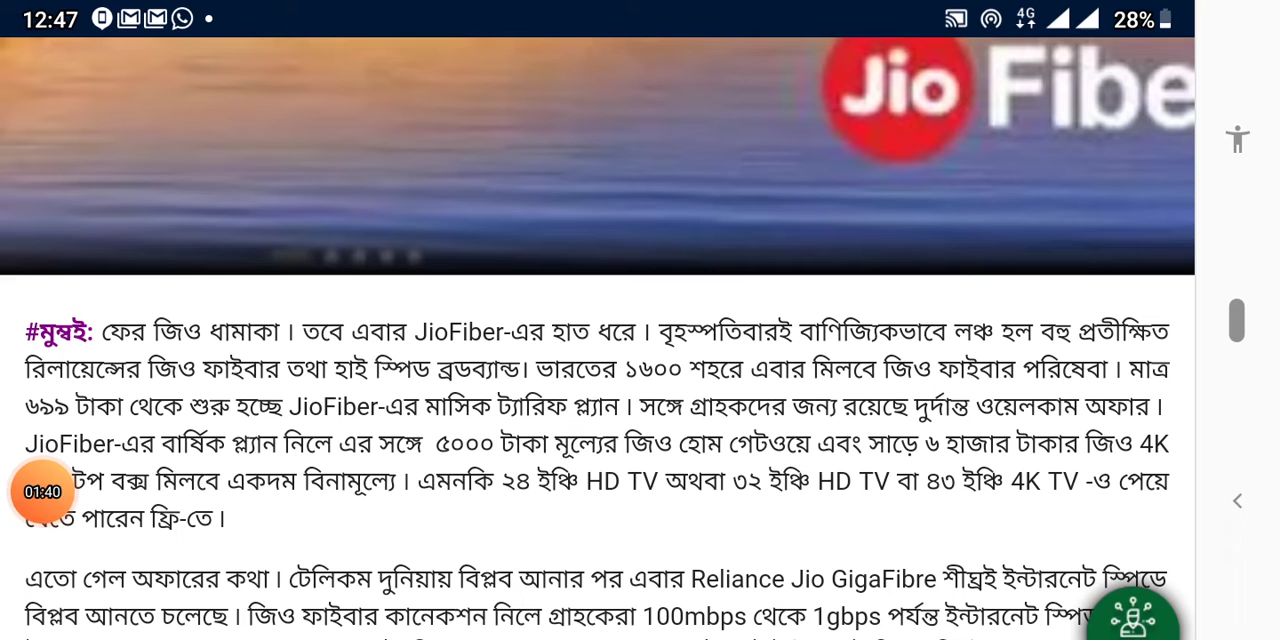 12:47
4G
28%
Jio Fibe
#মুম্বই: ফের জিও ধামাকা । তবে এবার JioFiber-এর হাত ধরে । বৃহস্পতিবারই বাণিজ্যিকভাবে লঞ্চ হল বহু প্রতীক্ষিত
রিলায়েন্সের জিও ফাইবার তথা হাই স্পিড ব্রডব্যান্ড। ভারতের ১৬০০ শহরে এবার মিলবে জিও ফাইবার পরিষেবা । মাত্র
৬৯৯ টাকা থেকে শুরু হচ্ছে JioFiber-এর মাসিক ট্যারিফ প্ল্যান । সঙ্গে গ্রাহকদের জন্য রয়েছে দুর্দান্ত ওয়েলকাম অফার ।
JioFiber-এর বার্ষিক প্ল্যান নিলে এর সঙ্গে ৫০০০ টাকা মূল্যের জিও হোম গেটওয়ে এবং সাড়ে ৬ হাজার টাকার জিও 4K
01:40 টপ বক্স মিলবে একদম বিনামূল্যে । এমনকি ২৪ ইঞ্চি HD TV অথবা ৩২ ইঞ্চি HD TV বা ৪৩ ইঞ্চি 4K TV -ও পেয়ে
পারেন ফ্রি-তে ।
এতো গেল অফারের কথা । টেলিকম দুনিয়ায় বিপ্লব আনার পর এবার Reliance Jio GigaFibre শীঘ্রই ইন্টারনেট স্পিডে
বিপ্লব আনতে চলেছে । জিও ফাইবার কানেকশন নিলে গ্রাহকেরা 100mbps থেকে 1gbps পর্যন্ত ইন্টারনেট